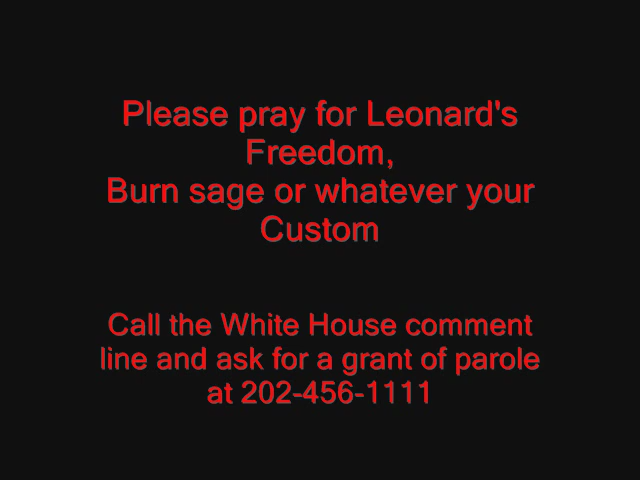 Please pray for Leonard's
Freedom,
Burn sage or whatever your
Custom
Call the White House comment
line and ask for a grant of parole
at 202-456-1111